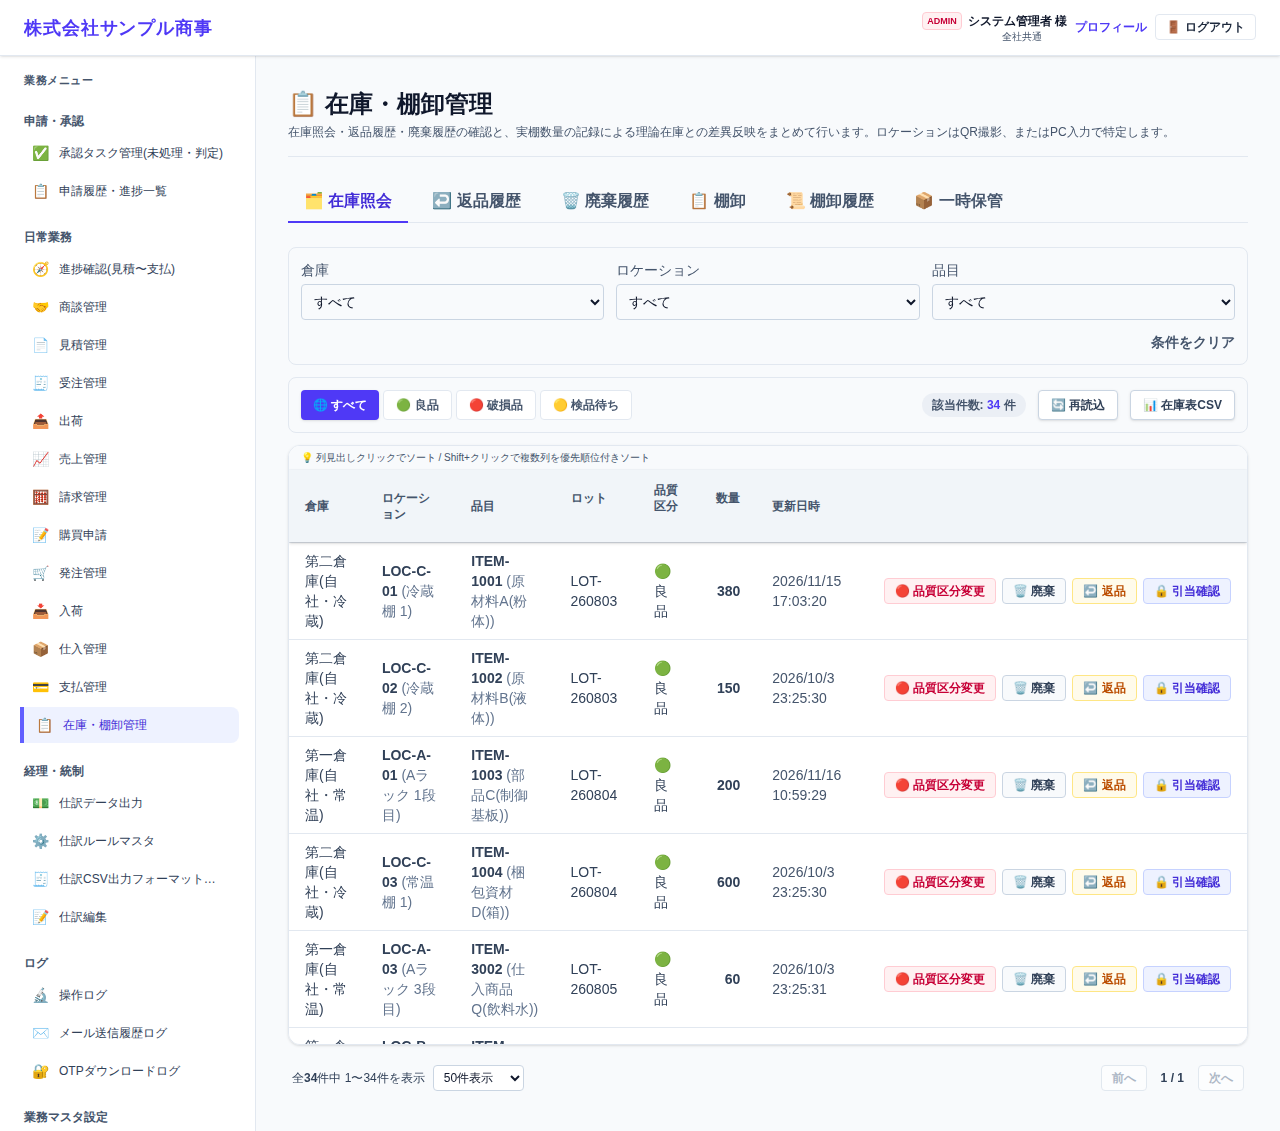 株式会社サンプル商事
ADMIN システム管理者 様
全社共通
プロフィール
ログアウト
業務メニュー
申請・承認
承認タスク管理(未処理・判定)
申請履歴・進捗一覧
日常業務
進捗確認(見積〜支払)
商談管理
見積管理
受注管理
出荷
売上管理
請求管理
購買申請
発注管理
入荷
仕入管理
支払管理
在庫・棚卸管理
経理・統制
仕訳データ出力
仕訳ルールマスタ
仕訳CSV出力フォーマット…
仕訳編集
ログ
操作ログ
メール送信履歴ログ
OTPダウンロードログ
業務マスタ設定
在庫・棚卸管理
在庫照会・返品履歴・廃棄履歴の確認と、実棚数量の記録による理論在庫との差異反映をまとめて行います。ロケーションはQR撮影、またはPC入力で特定します。
在庫照会 返品履歴 廃棄履歴 棚卸 棚卸履歴 一時保管
倉庫 ロケーション 品目
すべて すべて すべて
条件をクリア
すべて 良品 破損品 検品待ち 該当件数: 34 件 再読込 在庫表CSV
列見出しクリックでソート / Shift+クリックで複数列を優先順位付きソート
倉庫 ロケーション 品目 ロット 品質区分 数量 更新日時
第二倉庫(自社・冷蔵) LOC-C-01 (冷蔵棚 1) ITEM-1001 (原材料A(粉体)) LOT-260803 良品 380 2026/11/15 17:03:20 品質区分変更 廃棄 返品 引当確認
第二倉庫(自社・冷蔵) LOC-C-02 (冷蔵棚 2) ITEM-1002 (原材料B(液体)) LOT-260803 良品 150 2026/10/3 23:25:30 品質区分変更 廃棄 返品 引当確認
第一倉庫(自社・常温) LOC-A-01 (Aラック 1段目) ITEM-1003 (部品C(制御基板)) LOT-260804 良品 200 2026/11/16 10:59:29 品質区分変更 廃棄 返品 引当確認
第二倉庫(自社・冷蔵) LOC-C-03 (常温棚 1) ITEM-1004 (梱包資材D(箱)) LOT-260804 良品 600 2026/10/3 23:25:30 品質区分変更 廃棄 返品 引当確認
第一倉庫(自社・常温) LOC-A-03 (Aラック 3段目) ITEM-3002 (仕入商品Q(飲料水)) LOT-260805 良品 60 2026/10/3 23:25:31 品質区分変更 廃棄 返品 引当確認
全34件中 1〜34件を表示 50件表示 前へ 1 / 1 次へ